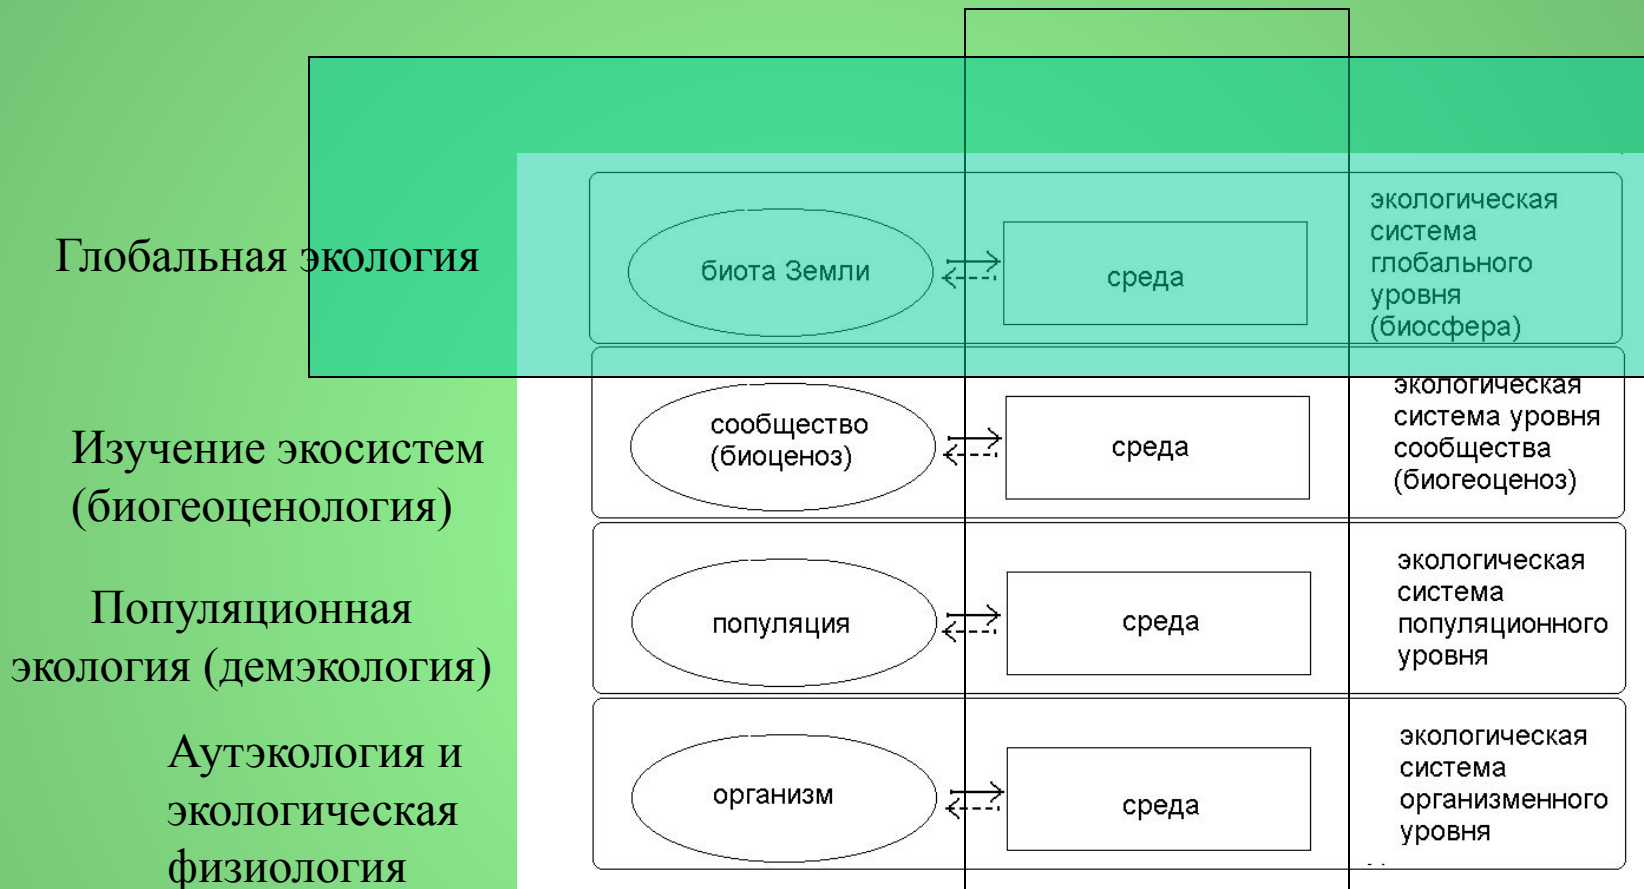 Глобальная экология
биота Земли
среда
экологическая
система
глобального
уровня
(биосфера)
Изучение экосистем
(биогеоценология)
сообщество
(биоценоз)
среда
экологическая
система уровня
сообщества
(биогеоценоз)
Популяционная
экология (демэкология)
популяция
среда
экологическая
система
популяционного
уровня
Аутэкология и
экологическая
физиология
организм
среда
экологическая
система
организменного
уровня